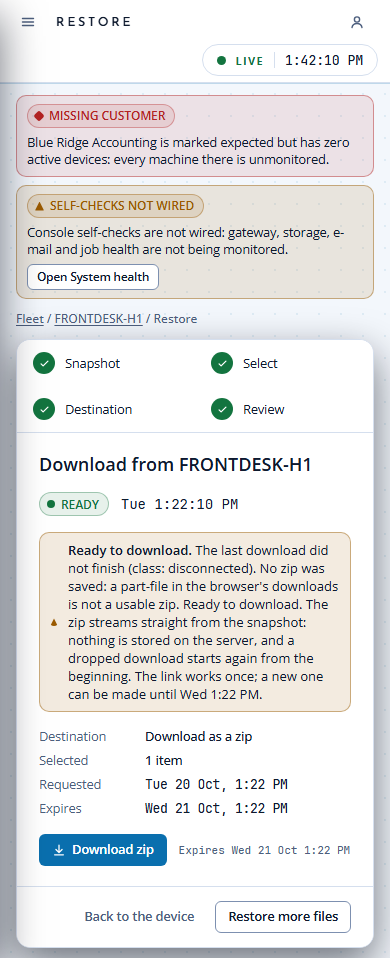 RESTORE
LIVE 1:42:10 PM
MISSING CUSTOMER
Blue Ridge Accounting is marked expected but has zero
active devices: every machine there is unmonitored.
SELF-CHECKS NOT WIRED
Console self-checks are not wired: gateway, storage, e-
mail and job health are not being monitored.
Open System health
Fleet / FRONTDESK-H1 / Restore
Snapshot
Select
Destination
Review
Download from FRONTDESK-H1
READY Tue 1:22:10 PM
Ready to download. The last download did
not finish (class: disconnected). No zip was
saved: a part-file in the browser's downloads
is not a usable zip. Ready to download. The
zip streams straight from the snapshot:
nothing is stored on the server, and a
dropped download starts again from the
beginning. The link works once; a new one
can be made until Wed 1:22 PM.
Destination Download as a zip
Selected 1 item
Requested Tue 20 Oct, 1:22 PM
Expires Wed 21 Oct, 1:22 PM
Download zip Expires Wed 21 Oct 1:22 PM
Back to the device Restore more files